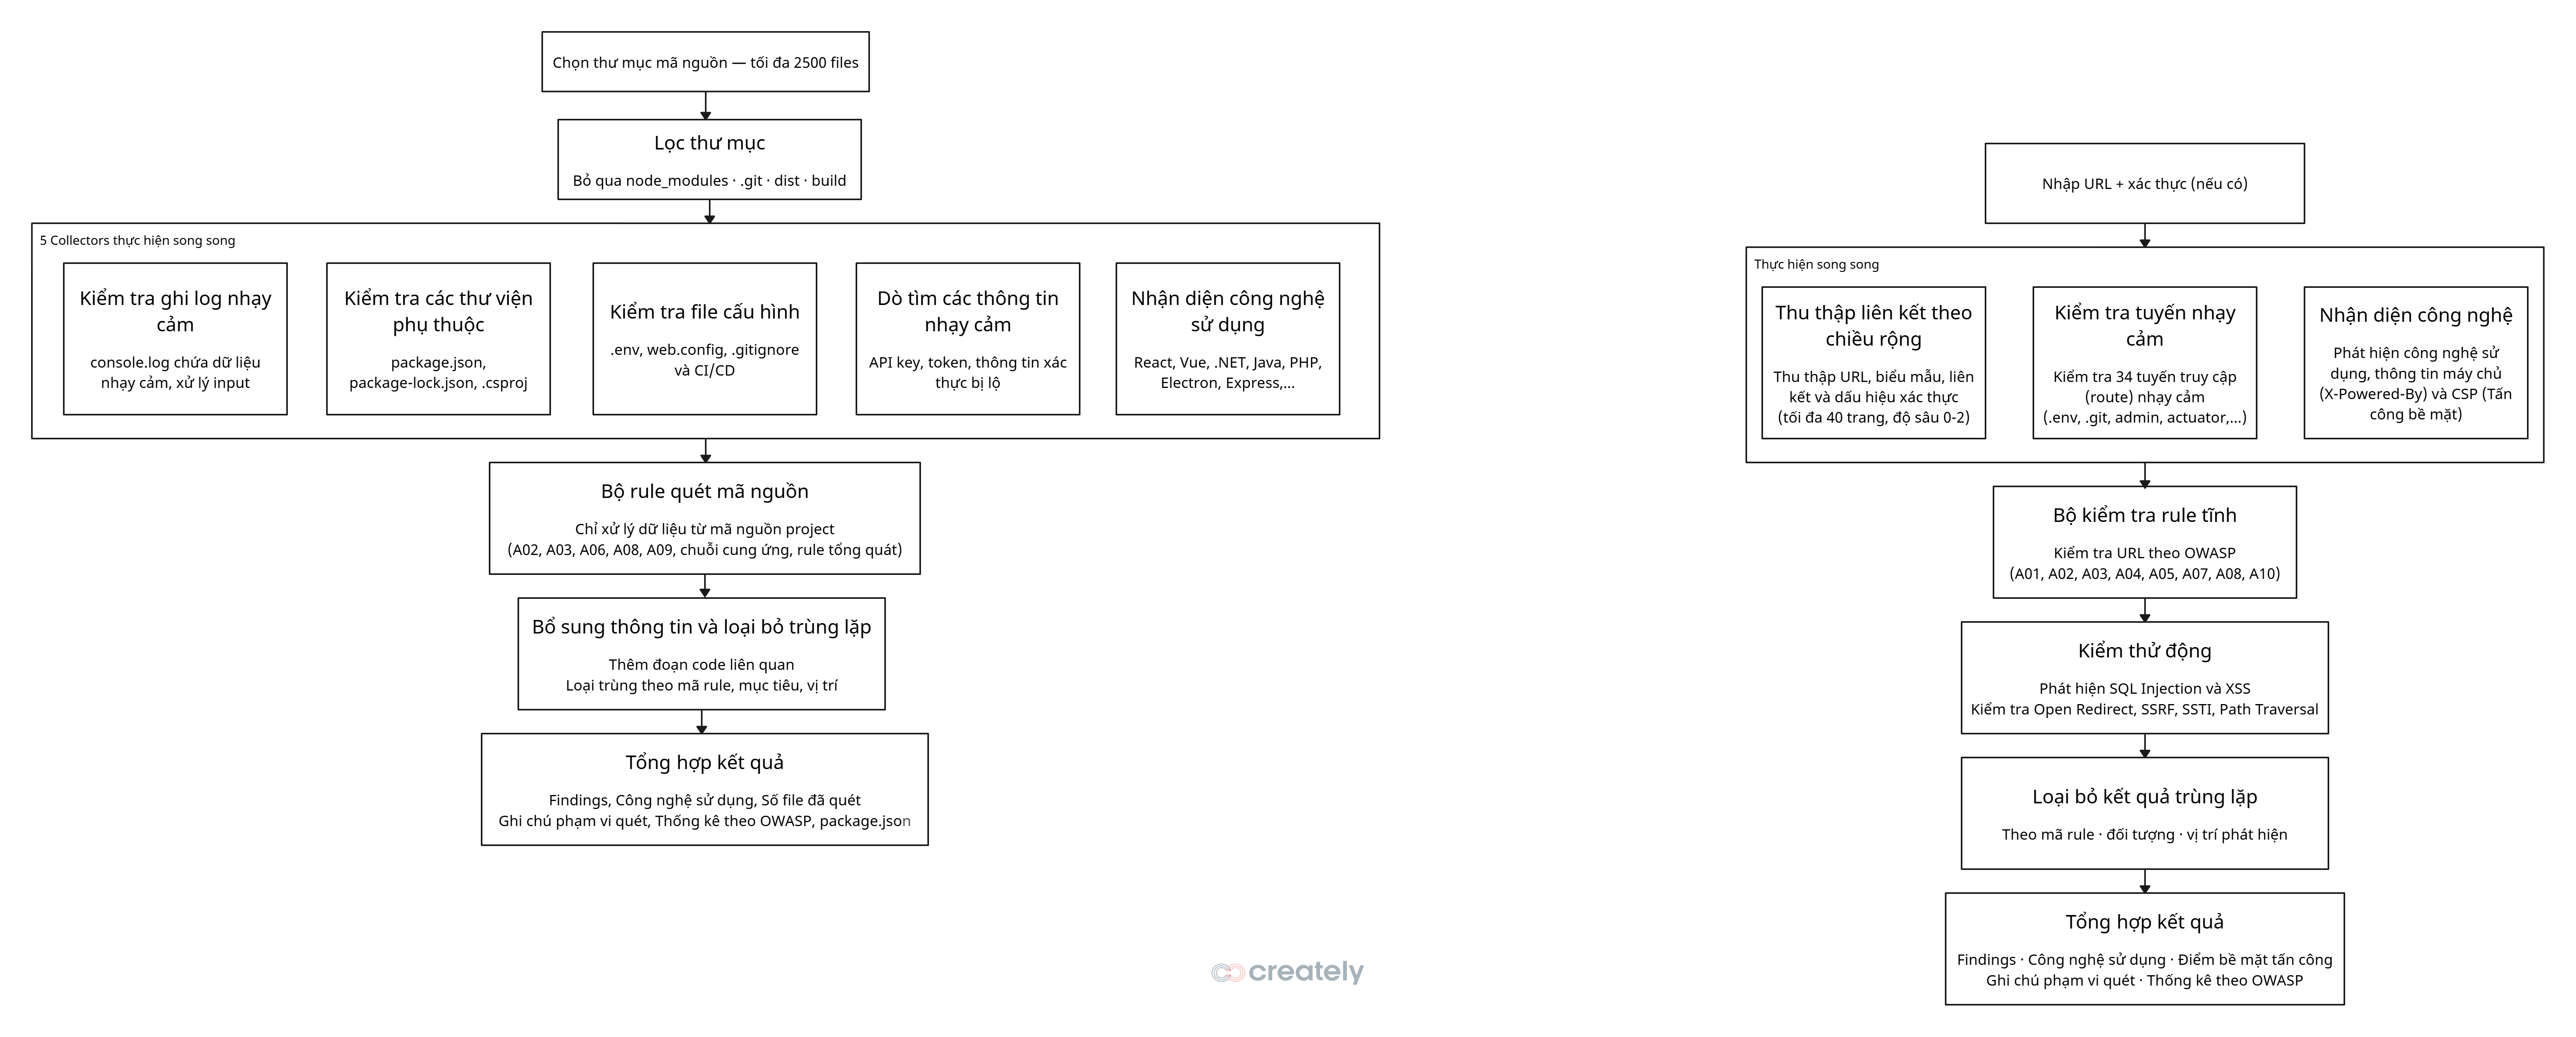 Chọn thư mục mã nguồn — tối đa 2500 files
Lọc thư mục
Bỏ qua node_modules · .git · dist · build
5 Collectors thực hiện song song
Kiểm tra ghi log nhạy
cảm
console.log chứa dữ liệu
nhạy cảm, xử lý input
Kiểm tra các thư viện
phụ thuộc
package.json,
package-lock.json, .csproj
Kiểm tra file cấu hình
.env, web.config, .gitignore
và CI/CD
Dò tìm các thông tin
nhạy cảm
API key, token, thông tin xác
thực bị lộ
Nhận diện công nghệ
sử dụng
React, Vue, .NET, Java, PHP,
Electron, Express,...
Bộ rule quét mã nguồn
Chỉ xử lý dữ liệu từ mã nguồn project
(A02, A03, A06, A08, A09, chuỗi cung ứng, rule tổng quát)
Bổ sung thông tin và loại bỏ trùng lặp
Thêm đoạn code liên quan
Loại trùng theo mã rule, mục tiêu, vị trí
Tổng hợp kết quả
Findings, Công nghệ sử dụng, Số file đã quét
Ghi chú phạm vi quét, Thống kê theo OWASP, package.json
creately
Nhập URL + xác thực (nếu có)
Thực hiện song song
Thu thập liên kết theo
chiều rộng
Thu thập URL, biểu mẫu, liên
kết và dấu hiệu xác thực
(tối đa 40 trang, độ sâu 0-2)
Kiểm tra tuyến nhạy
cảm
Kiểm tra 34 tuyến truy cập
(route) nhạy cảm
(.env, .git, admin, actuator,...)
Nhận diện công nghệ
Phát hiện công nghệ sử
dụng, thông tin máy chủ
(X-Powered-By) và CSP (Tấn
công bề mặt)
Bộ kiểm tra rule tĩnh
Kiểm tra URL theo OWASP
(A01, A02, A03, A04, A05, A07, A08, A10)
Kiểm thử động
Phát hiện SQL Injection và XSS
Kiểm tra Open Redirect, SSRF, SSTI, Path Traversal
Loại bỏ kết quả trùng lặp
Theo mã rule · đối tượng · vị trí phát hiện
Tổng hợp kết quả
Findings · Công nghệ sử dụng · Điểm bề mặt tấn công
Ghi chú phạm vi quét · Thống kê theo OWASP